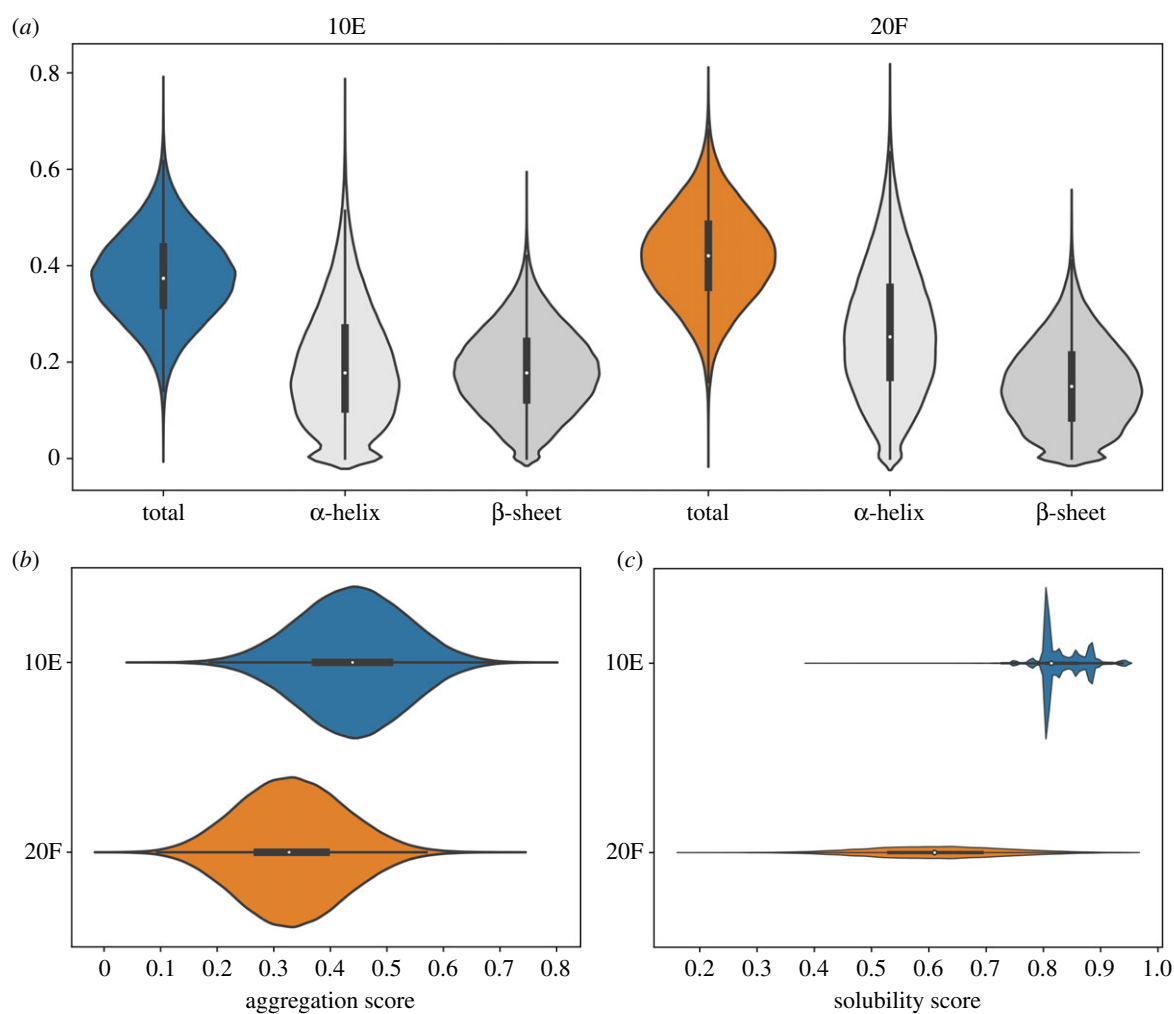 (a) 10E 20F
0.8
0.6
0.4
0.2
0
total α-helix β-sheet total α-helix β-sheet
(b) (c)
10E 10E
20F 20F
0 0.1 0.2 0.3 0.4 0.5 0.6 0.7 0.8 0.2 0.3 0.4 0.5 0.6 0.7 0.8 0.9 1.0
aggregation score solubility score